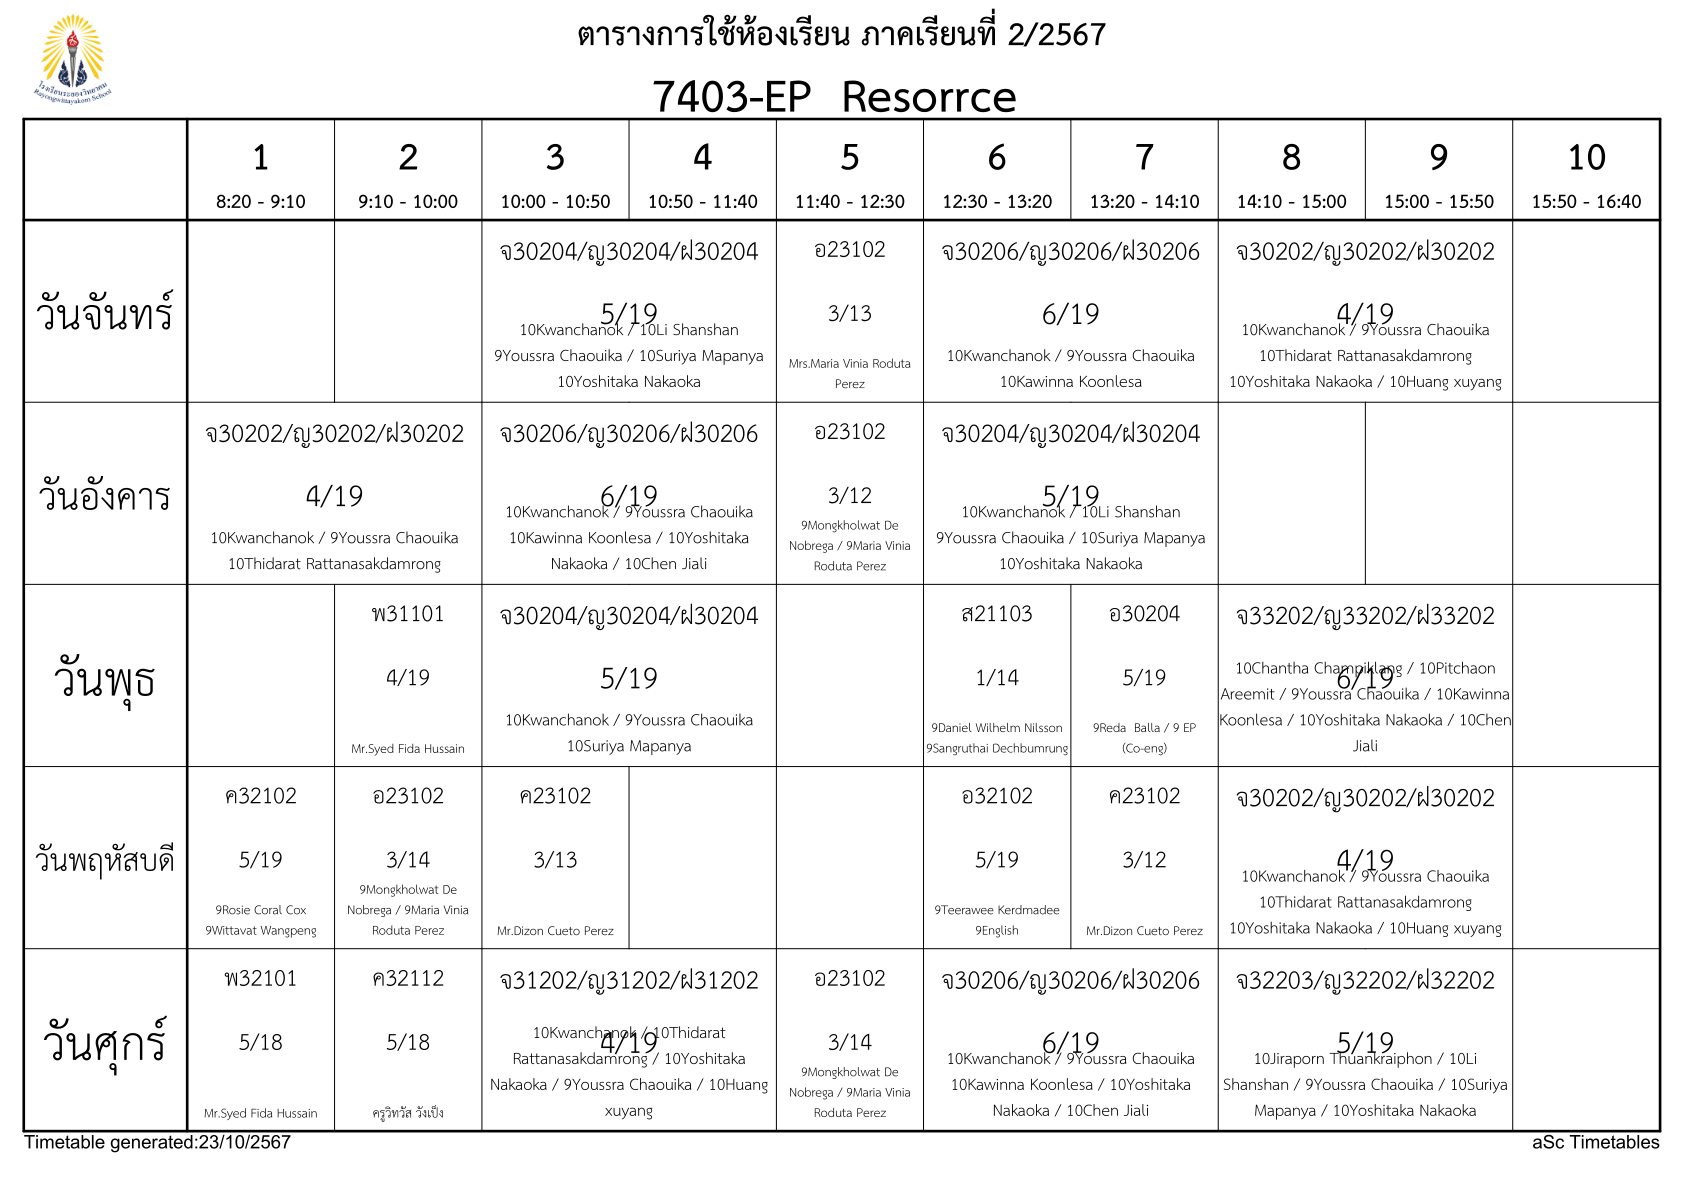 ตารางการใช้ห้องเรียน ภาคเรียนที่ 2/2567
โรงเรียนระยองวิทยาคม
Rayongwittayakom School
7403-EP Resorrce
1 2 3 4 5 6 7 8 9 10
8:20 - 9:10 9:10 - 10:00 10:00 - 10:50 10:50 - 11:40 11:40 - 12:30 12:30 - 13:20 13:20 - 14:10 14:10 - 15:00 15:00 - 15:50 15:50 - 16:40
วันจันทร์
จ30204/ญ30204/ฝ30204
5/19
10Kwanchanok / 10Li Shanshan
9Youssra Chaouika / 10Suriya Mapanya
10Yoshitaka Nakaoka
อ23102
3/13
Mrs.Maria Vinia Roduta
Perez
จ30206/ญ30206/ฝ30206
6/19
10Kwanchanok / 9Youssra Chaouika
10Kawinna Koonlesa
จ30202/ญ30202/ฝ30202
4/19
10Kwanchanok / 9Youssra Chaouika
10Thidarat Rattanasakdamrong
10Yoshitaka Nakaoka / 10Huang xuyang
วันอังคาร
จ30202/ญ30202/ฝ30202
4/19
10Kwanchanok / 9Youssra Chaouika
10Thidarat Rattanasakdamrong
จ30206/ญ30206/ฝ30206
6/19
10Kwanchanok / 9Youssra Chaouika
10Kawinna Koonlesa / 10Yoshitaka
Nakaoka / 10Chen Jiali
อ23102
3/12
9Mongkholwat De
Nobrega / 9Maria Vinia
Roduta Perez
จ30204/ญ30204/ฝ30204
5/19
10Kwanchanok / 10Li Shanshan
9Youssra Chaouika / 10Suriya Mapanya
10Yoshitaka Nakaoka
วันพุธ
พ31101
4/19
Mr.Syed Fida Hussain
จ30204/ญ30204/ฝ30204
5/19
10Kwanchanok / 9Youssra Chaouika
10Suriya Mapanya
ส21103
1/14
9Daniel Wilhelm Nilsson
9Sangruthai Dechbumrung
อ30204
5/19
9Reda Balla / 9 EP
(Co-eng)
จ33202/ญ33202/ฝ33202
6/19
10Chantha Champiklang / 10Pitchaon
Areemit / 9Youssra Chaouika / 10Kawinna
Koonlesa / 10Yoshitaka Nakaoka / 10Chen
Jiali
วันพฤหัสบดี
ค32102
5/19
9Rosie Coral Cox
9Wittavat Wangpeng
อ23102
3/14
9Mongkholwat De
Nobrega / 9Maria Vinia
Roduta Perez
ค23102
3/13
Mr.Dizon Cueto Perez
อ32102
5/19
9Teerawee Kerdmadee
9English
ค23102
3/12
Mr.Dizon Cueto Perez
จ30202/ญ30202/ฝ30202
4/19
10Kwanchanok / 9Youssra Chaouika
10Thidarat Rattanasakdamrong
10Yoshitaka Nakaoka / 10Huang xuyang
วันศุกร์
พ32101
5/18
Mr.Syed Fida Hussain
ค32112
5/18
ครูวิทวัส วังเป็ง
จ31202/ญ31202/ฝ31202
4/19
10Kwanchanok / 10Thidarat
Rattanasakdamrong / 10Yoshitaka
Nakaoka / 9Youssra Chaouika / 10Huang
xuyang
อ23102
3/14
9Mongkholwat De
Nobrega / 9Maria Vinia
Roduta Perez
จ30206/ญ30206/ฝ30206
6/19
10Kwanchanok / 9Youssra Chaouika
10Kawinna Koonlesa / 10Yoshitaka
Nakaoka / 10Chen Jiali
จ32203/ญ32202/ฝ32202
5/19
10Jiraporn Thuankraiphon / 10Li
Shanshan / 9Youssra Chaouika / 10Suriya
Mapanya / 10Yoshitaka Nakaoka
Timetable generated:23/10/2567
aSc Timetables